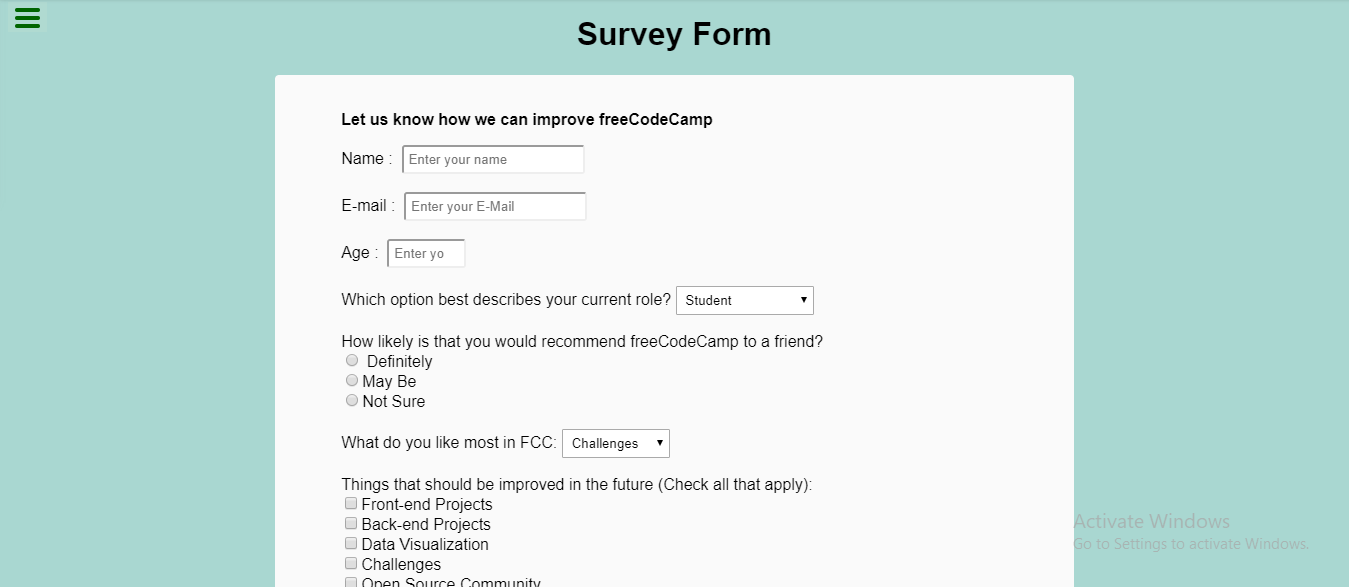 Survey Form
Let us know how we can improve freeCodeCamp
Name : Enter your name
E-mail : Enter your E-Mail
Age : Enter yo
Which option best describes your current role? Student
How likely is that you would recommend freeCodeCamp to a friend?
Definitely
May Be
Not Sure
What do you like most in FCC: Challenges
Things that should be improved in the future (Check all that apply):
Front-end Projects
Back-end Projects
Data Visualization
Challenges
Open Source Community
Activate Windows
Go to Settings to activate Windows.